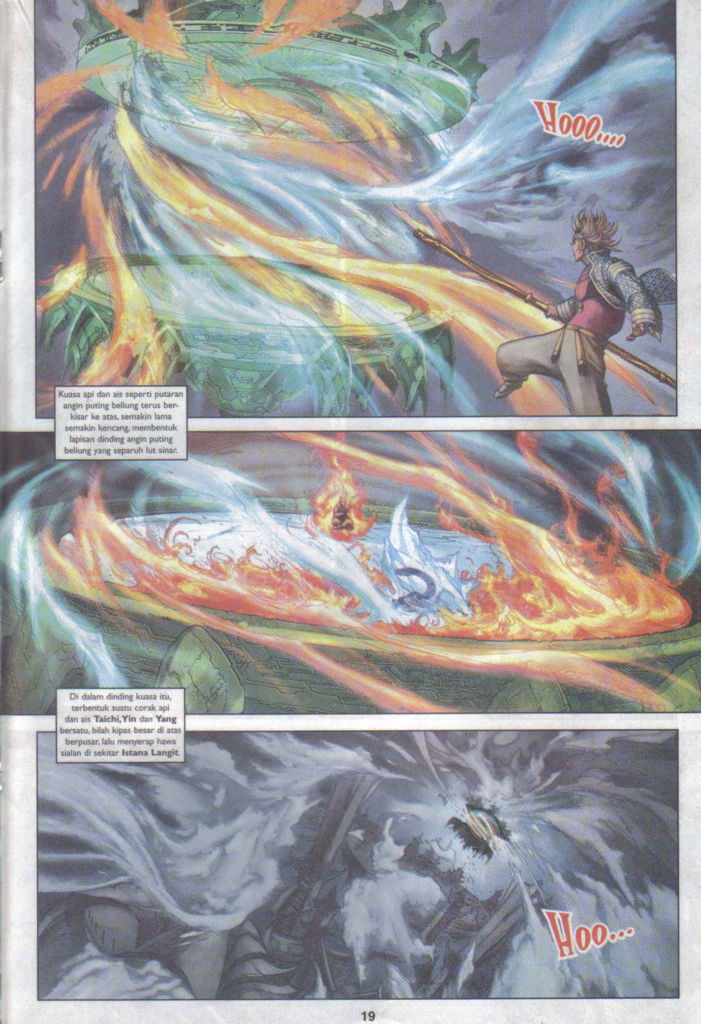 Hooo....
Kuasa api dan ais seperti putaran
angin puting beliung terus ber-
kisar ke atas, semakin lama
semakin kencang, membentuk
lapisan dinding angin puting
beliung yang separuh lut sinar.
Di dalam dinding kuasa itu,
terbentuk suatu corak api
dan ais Taichi,Yin dan Yang
bersatu, bilah kipas besar di atas
berpusar, lalu menyerap hawa
sialan di sekitar Istana Langit.
Hoo...
19